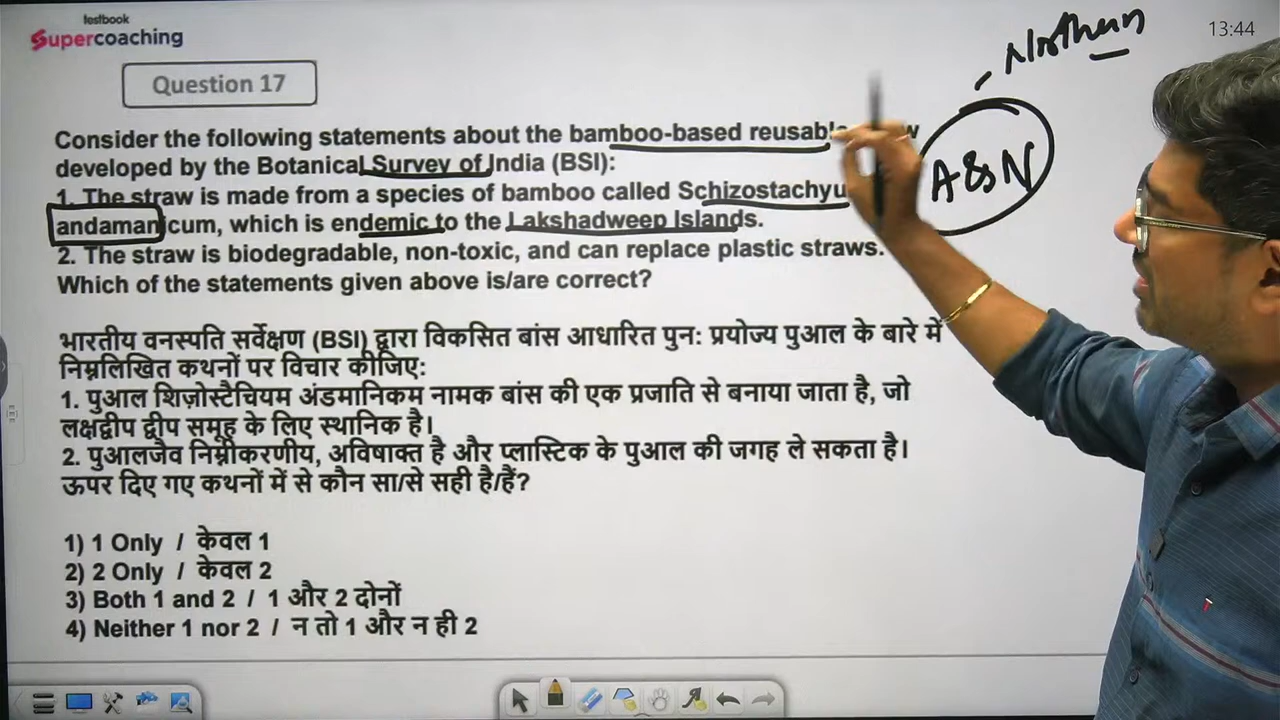 testbook
Supercoaching
13:44
Northern
Question 17
A&N
Consider the following statements about the bamboo-based reusable
developed by the Botanical Survey of India (BSI):
1. The straw is made from a species of bamboo called
andamanicum, which is endemic to the Lakshadweep Islands.
2. The straw is biodegradable, non-toxic, and can replace plastic straws.
Which of the statements given above is/are correct?
भारतीय वनस्पति सर्वेक्षण (BSI) द्वारा विकसित बांस आधारित पुन: प्रयोज्य पुआल के बारे में
निम्नलिखित कथनों पर विचार कीजिए:
1. पुआल शिज़ोस्टैचियम अंडमानिकम नामक बांस की एक प्रजाति से बनाया जाता है, जो
लक्षद्वीप द्वीप समूह के लिए स्थानिक है।
2. पुआलजैव निम्नीकरणीय, अविषाक्त है और प्लास्टिक के पुआल की जगह ले सकता है।
ऊपर दिए गए कथनों में से कौन सा/से सही है/हैं?
1) 1 Only / केवल 1
2) 2 Only / केवल 2
3) Both 1 and 2 / 1 और 2 दोनों
4) Neither 1 nor 2 / न तो 1 और न ही 2